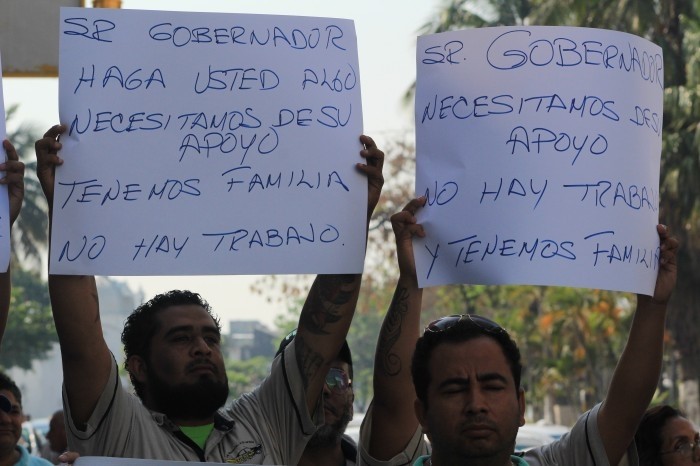 SR GOBERNADOR
HAGA USTED ALGO
NECESITAMOS DE SU
APOYO
TENEMOS FAMILIA
NO HAY TRABAJO.
SR. GOBERNADOR
NECESITAMOS DE SU
APOYO
NO HAY TRABAJO
Y TENEMOS FAMILIA